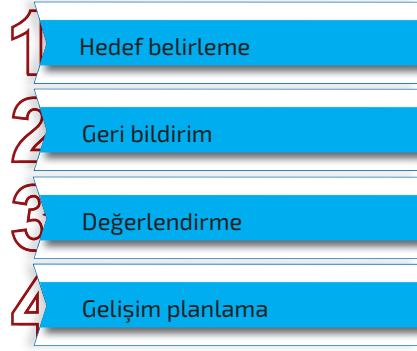 1 Hedef belirleme
2 Geri bildirim
3 Değerlendirme
4 Gelişim planlama